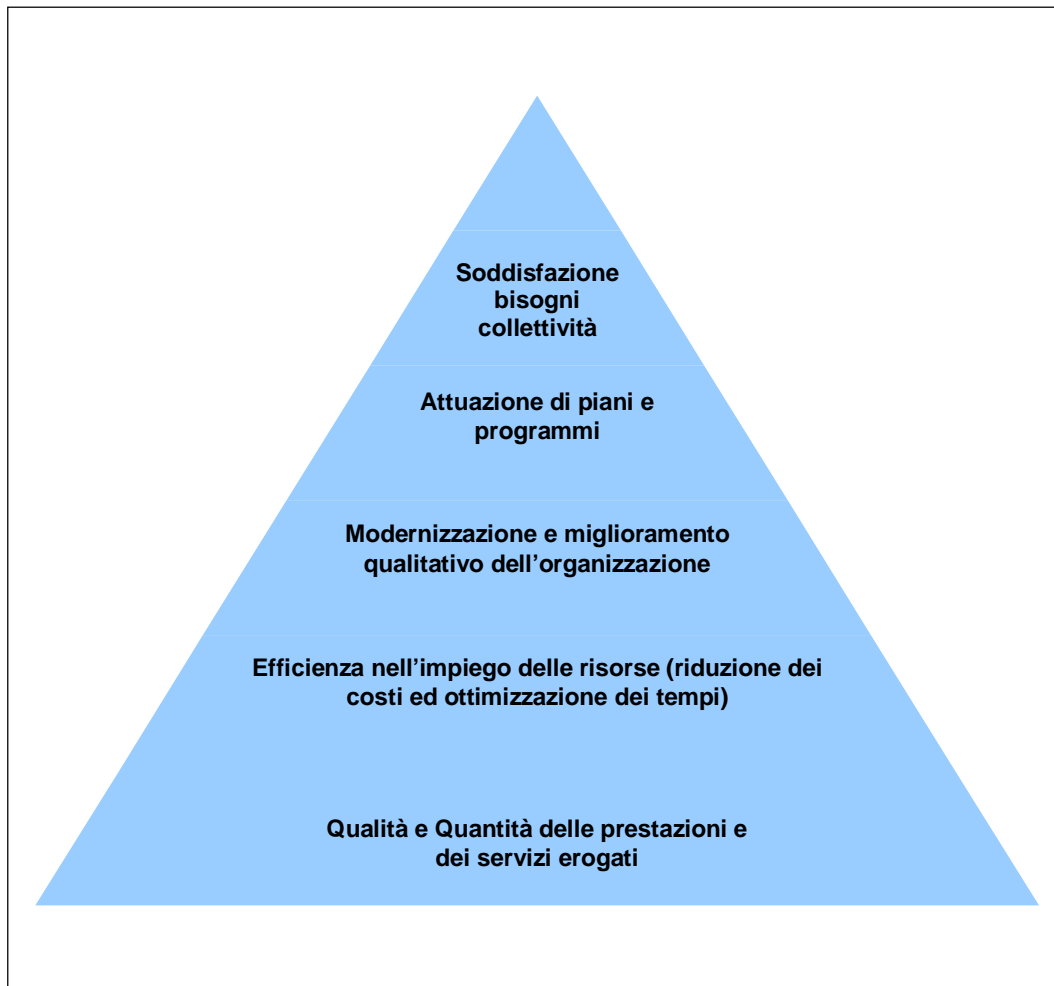 Soddisfazione
bisogni
collettività
Attuazione di piani e
programmi
Modernizzazione e miglioramento
qualitativo dell’organizzazione
Efficienza nell’impiego delle risorse (riduzione dei
costi ed ottimizzazione dei tempi)
Qualità e Quantità delle prestazioni e
dei servizi erogati